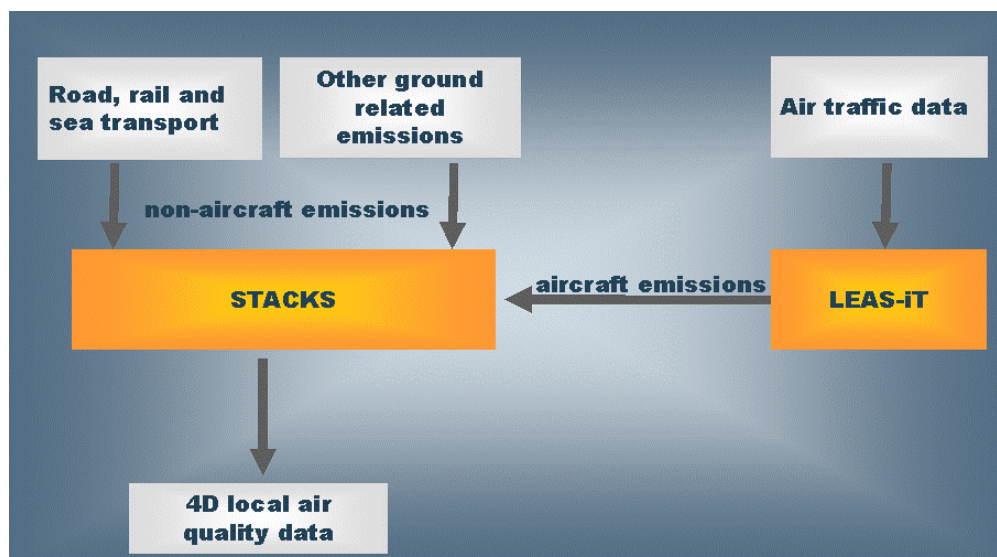 Road, rail and
sea transport
Other ground
related
emissions
Air traffic data
non-aircraft emissions
STACKS
aircraft emissions
LEAS-iT
4D local air
quality data